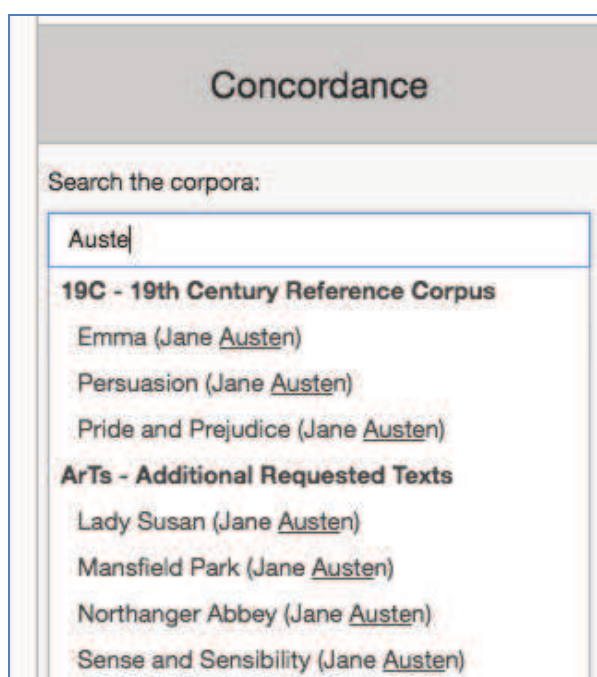 Concordance
Search the corpora:
Auste
19C - 19th Century Reference Corpus
Emma (Jane Austen)
Persuasion (Jane Austen)
Pride and Prejudice (Jane Austen)
ArTs - Additional Requested Texts
Lady Susan (Jane Austen)
Mansfield Park (Jane Austen)
Northanger Abbey (Jane Austen)
Sense and Sensibility (Jane Austen)